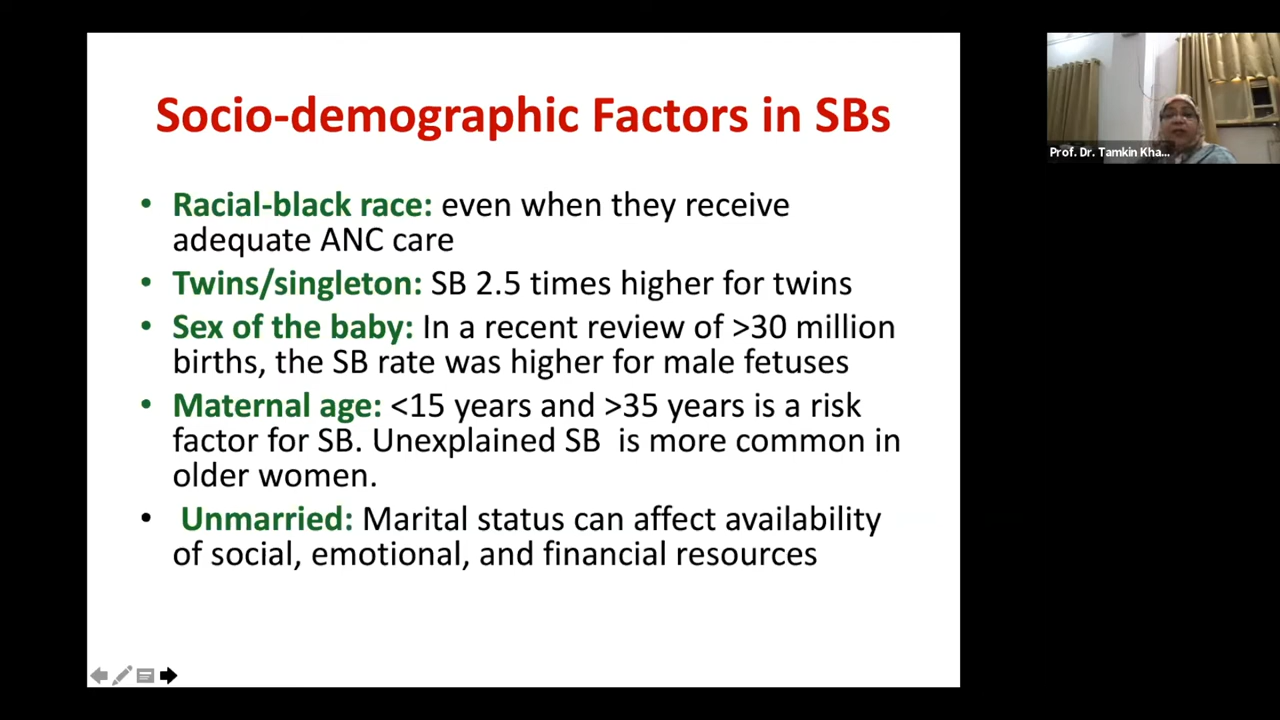 Socio-demographic Factors in SBs
• Racial-black race: even when they receive
adequate ANC care
• Twins/singleton: SB 2.5 times higher for twins
• Sex of the baby: In a recent review of >30 million
births, the SB rate was higher for male fetuses
• Maternal age: <15 years and >35 years is a risk
factor for SB. Unexplained SB  is more common in
older women.
• Unmarried: Marital status can affect availability
of social, emotional, and financial resources
Prof. Dr. Tamkin Kha...